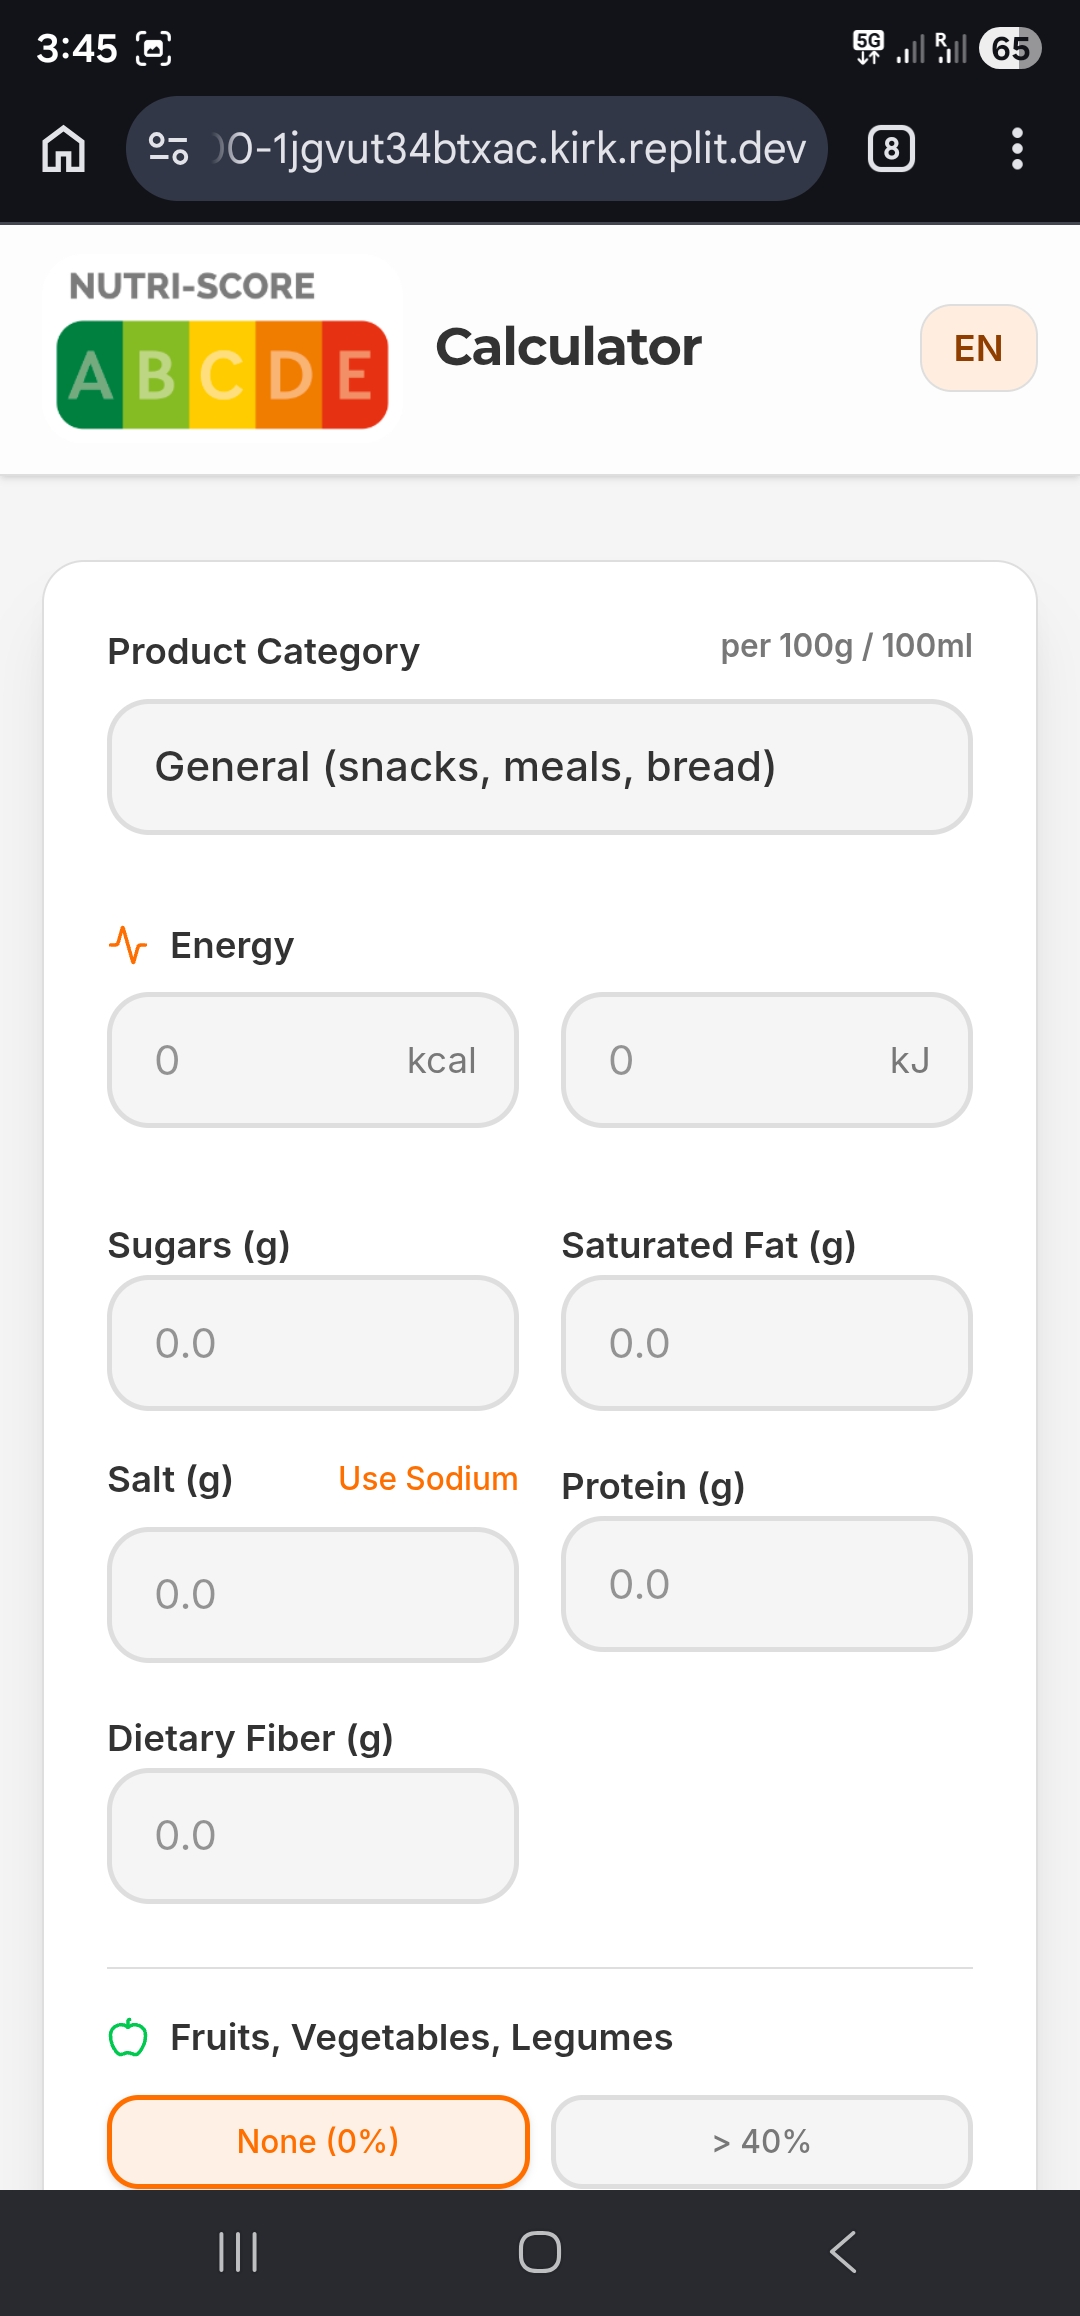 3:45
5G
R
65
00-1jgvut34btxac.kirk.replit.dev
8
NUTRI-SCORE
A B C D E
Calculator
EN
Product Category
per 100g / 100ml
General (snacks, meals, bread)
Energy
0 kcal
0 kJ
Sugars (g)
Saturated Fat (g)
0.0
0.0
Salt (g)
Use Sodium
Protein (g)
0.0
0.0
Dietary Fiber (g)
0.0
Fruits, Vegetables, Legumes
None (0%)
> 40%